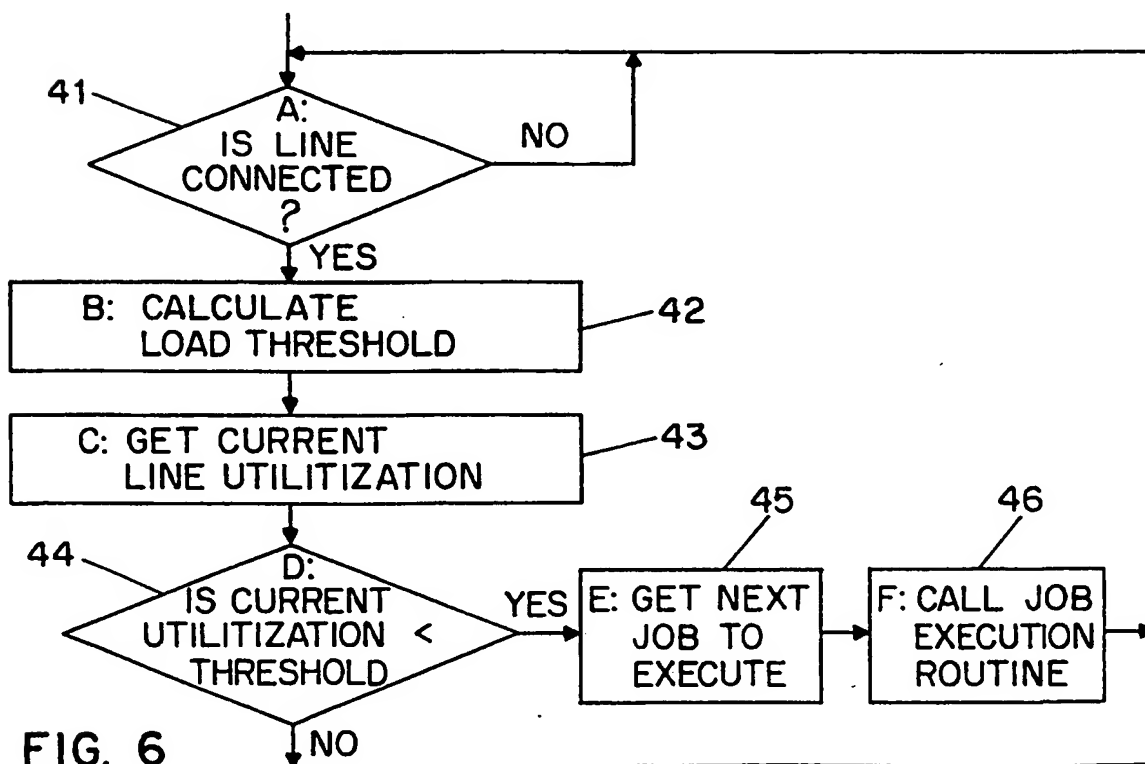 41
A:
IS LINE
CONNECTED
?
NO
YES
B: CALCULATE
LOAD THRESHOLD
42
C: GET CURRENT
LINE UTILITIZATION
43
44
D:
IS CURRENT
UTILITIZATION <
THRESHOLD
YES
45
E: GET NEXT
JOB TO
EXECUTE
46
F: CALL JOB
EXECUTION
ROUTINE
NO
FIG. 6